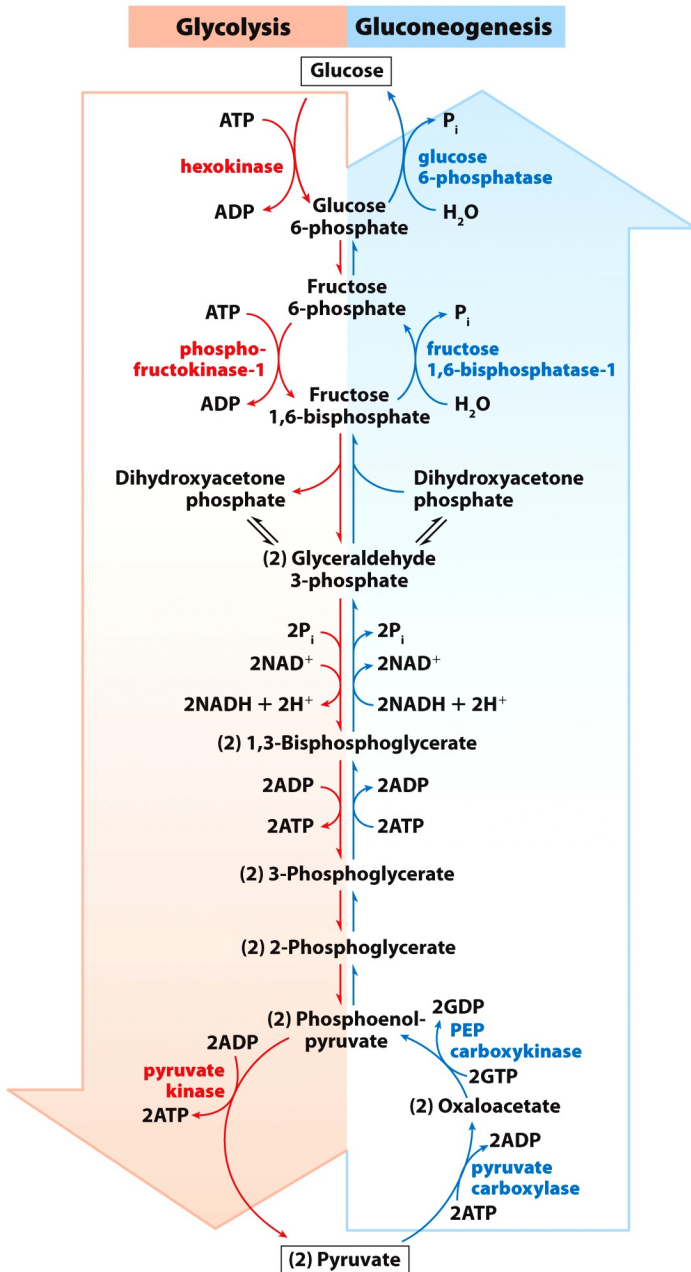 Glycolysis Gluconeogenesis
Glucose
ATP
hexokinase
ADP
P_i
glucose
6-phosphatase
H₂O
Glucose
6-phosphate
Fructose
6-phosphate
ATP
phospho-
fructokinase-1
ADP
P_i
fructose
1,6-bisphosphatase-1
H₂O
Fructose
1,6-bisphosphate
Dihydroxyacetone
phosphate
Dihydroxyacetone
phosphate
(2) Glyceraldehyde
3-phosphate
2P_i
2NAD⁺
2NADH + 2H⁺
2P_i
2NAD⁺
2NADH + 2H⁺
(2) 1,3-Bisphosphoglycerate
2ADP
2ATP
2ADP
2ATP
(2) 3-Phosphoglycerate
(2) 2-Phosphoglycerate
(2) Phosphoenol-
pyruvate
2ADP
pyruvate
kinase
2ATP
2GDP
PEP
carboxykinase
2GTP
(2) Oxaloacetate
2ADP
pyruvate
carboxylase
2ATP
(2) Pyruvate